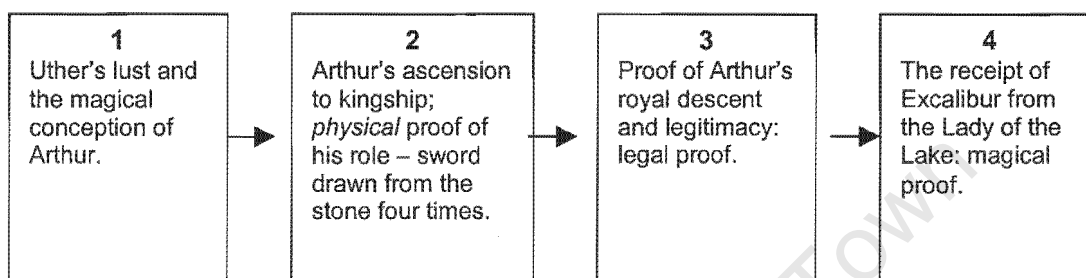 1
Uther's lust and
the magical
conception of
Arthur.
2
Arthur's ascension
to kingship;
physical proof of
his role – sword
drawn from the
stone four times.
3
Proof of Arthur's
royal descent
and legitimacy:
legal proof.
4
The receipt of
Excalibur from
the Lady of the
Lake: magical
proof.
Town